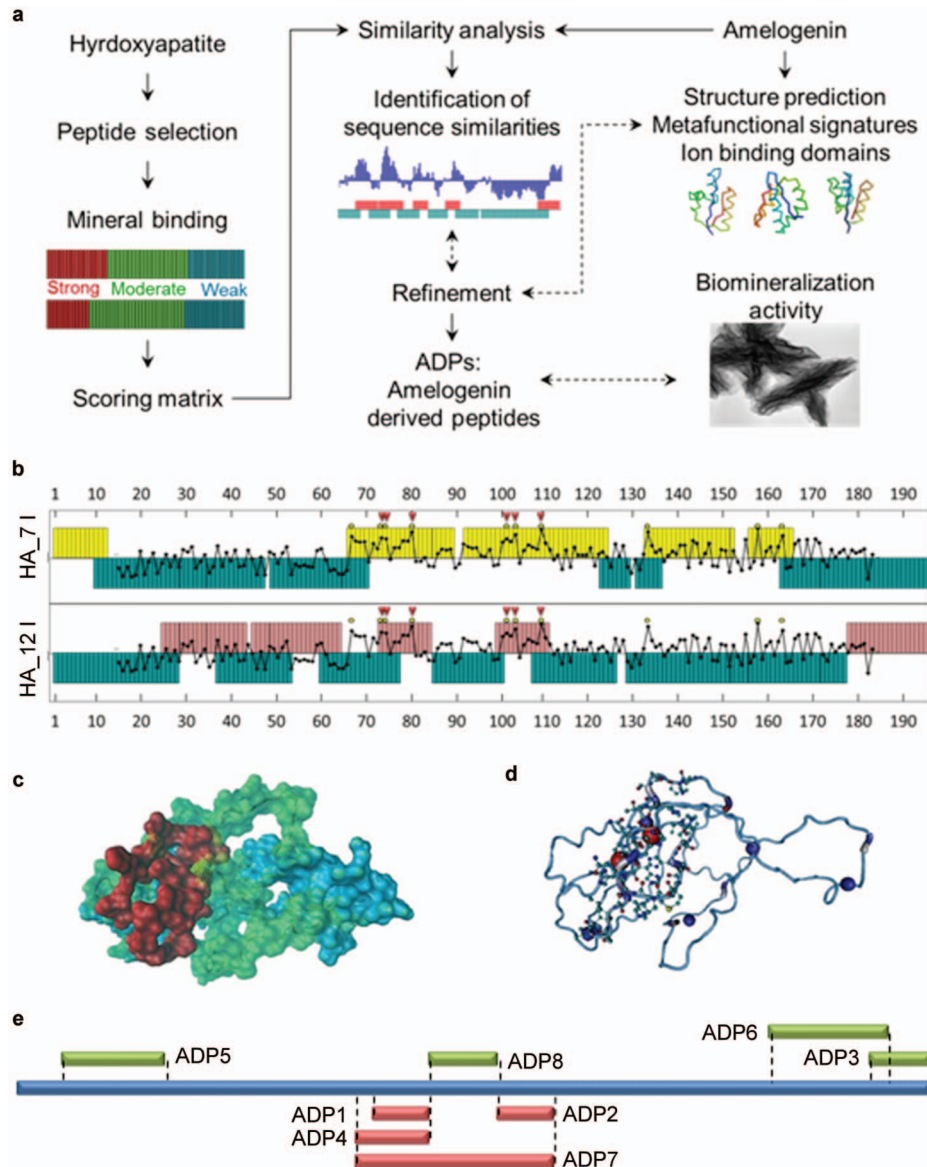 a
Hyrdoxyapatite
Peptide selection
Mineral binding
Strong Moderate Weak
Scoring matrix
Similarity analysis
Identification of
sequence similarities
Refinement
ADPs:
Amelogenin
derived peptides
Amelogenin
Structure prediction
Metafunctional signatures
Ion binding domains
Biomineralization
activity
b
1 10 20 30 40 50 60 70 80 90 100 110 120 130 140 150 160 170 180 190
HA_7 I
HA_12 I
1 10 20 30 40 50 60 70 80 90 100 110 120 130 140 150 160 170 180 190
c
d
e
ADP6
ADP5
ADP8
ADP3
ADP1
ADP2
ADP4
ADP7